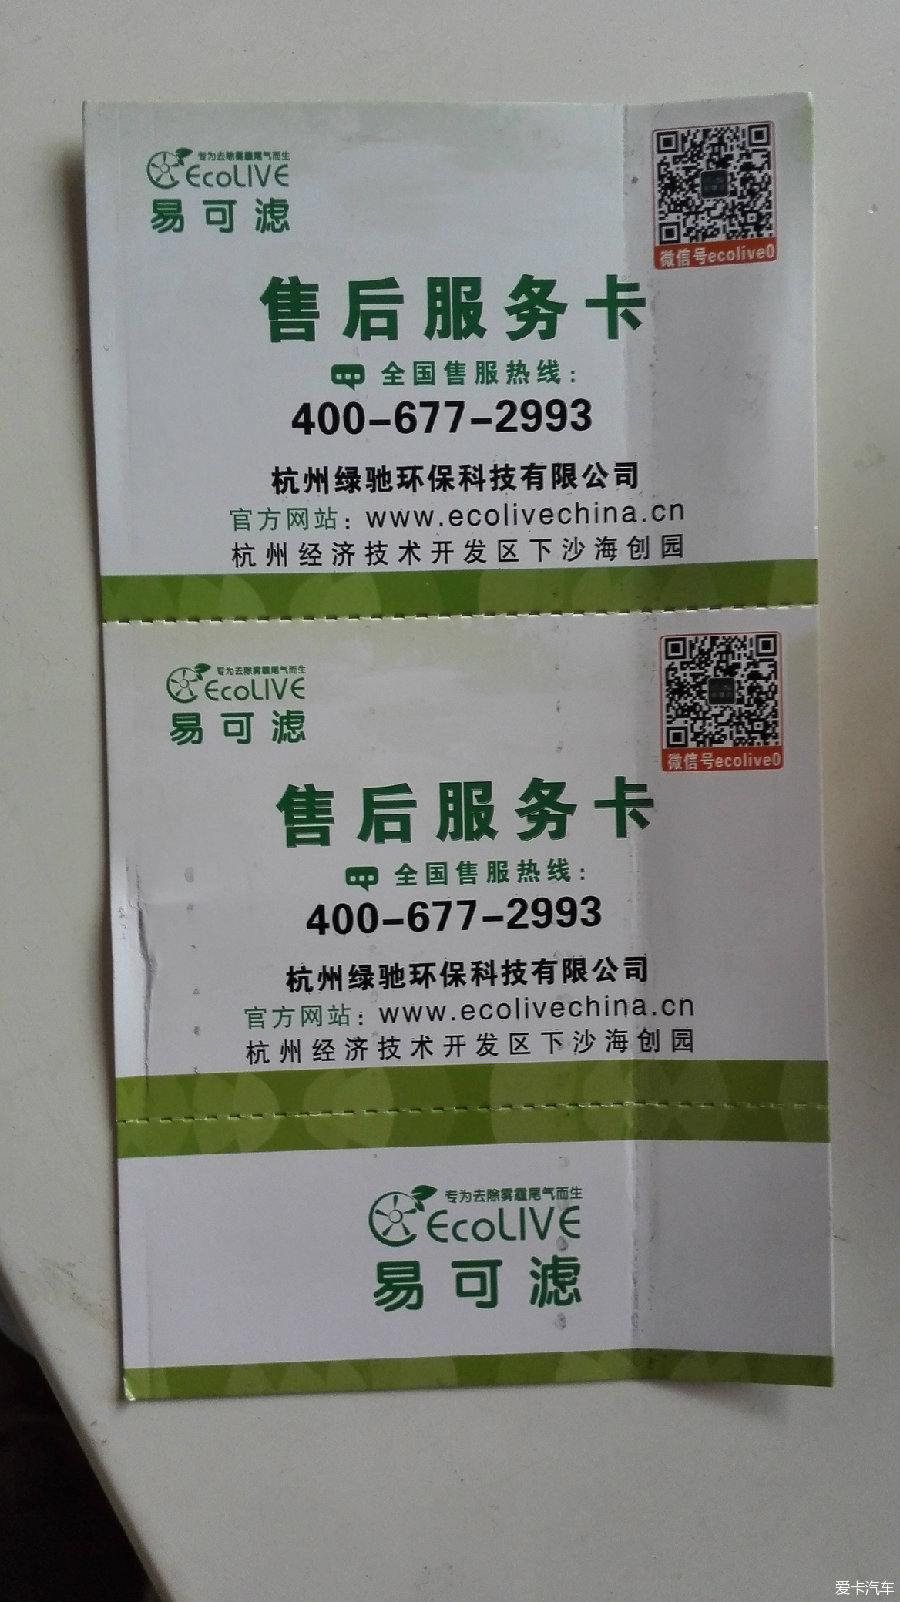 专为去除雾霾尾气而生
EcoLIVE
易可滤
微信号ecolive0
售后服务卡
全国售服热线：
400-677-2993
杭州绿驰环保科技有限公司
官方网站：www.ecolivechina.cn
杭州经济技术开发区下沙海创园
专为去除雾霾尾气而生
EcoLIVE
易可滤
微信号ecolive0
售后服务卡
全国售服热线：
400-677-2993
杭州绿驰环保科技有限公司
官方网站：www.ecolivechina.cn
杭州经济技术开发区下沙海创园
专为去除雾霾尾气而生
EcoLIVE
易可滤
爱卡汽车